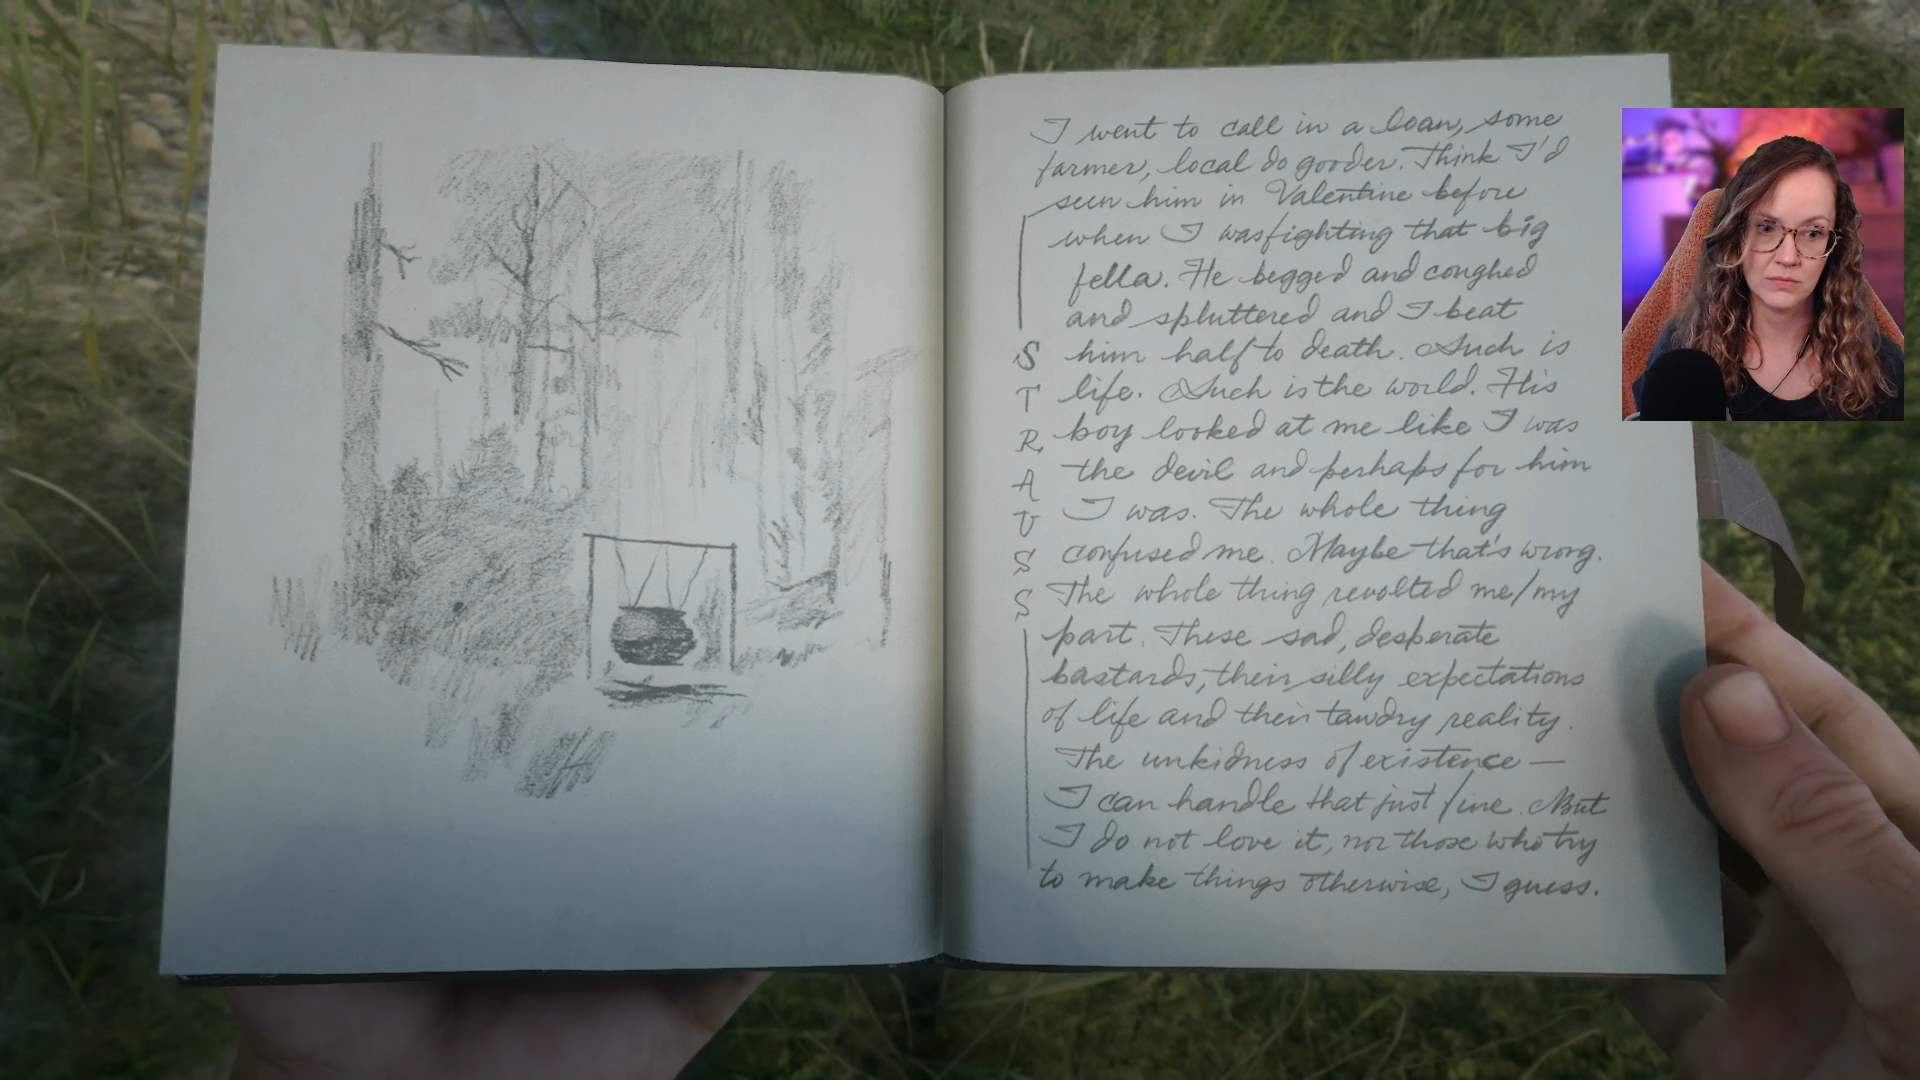 I went to call in a loan, some
farmer, local do gooder. Think I'd
seen him in Valentine before
when I was fighting that big
fella. He begged and coughed
and spluttered and I beat
him half to death. Such is
life. Such is the world. His
boy looked at me like I was
the devil and perhaps for him
I was. The whole thing
confused me. Maybe that's wrong.
The whole thing revolted me/my
part. These sad, desperate
bastards, their silly expectations
of life and their tawdry reality.
The unkidness of existence —
I can handle that just fine. But
I do not love it, nor those who try
to make things otherwise, I guess.
S
T
R
A
U
S
S